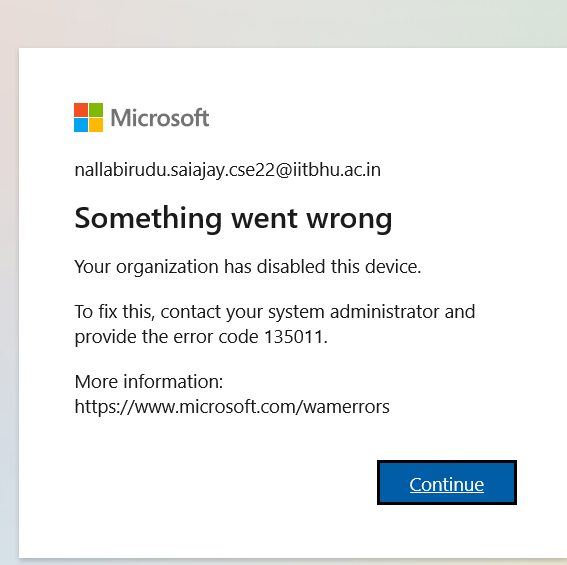 Microsoft
nallabirudu.saiajay.cse22@iitbhu.ac.in
Something went wrong
Your organization has disabled this device.
To fix this, contact your system administrator and
provide the error code 135011.
More information:
https://www.microsoft.com/wamerrors
Continue